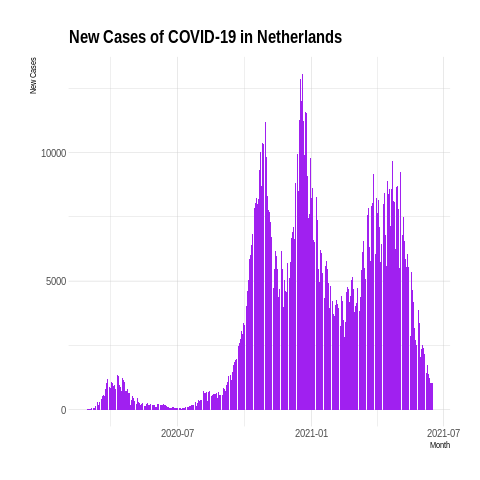 New Cases of COVID-19 in Netherlands
New Cases
10000
5000
0
2020-07
2021-01
2021-07
Month